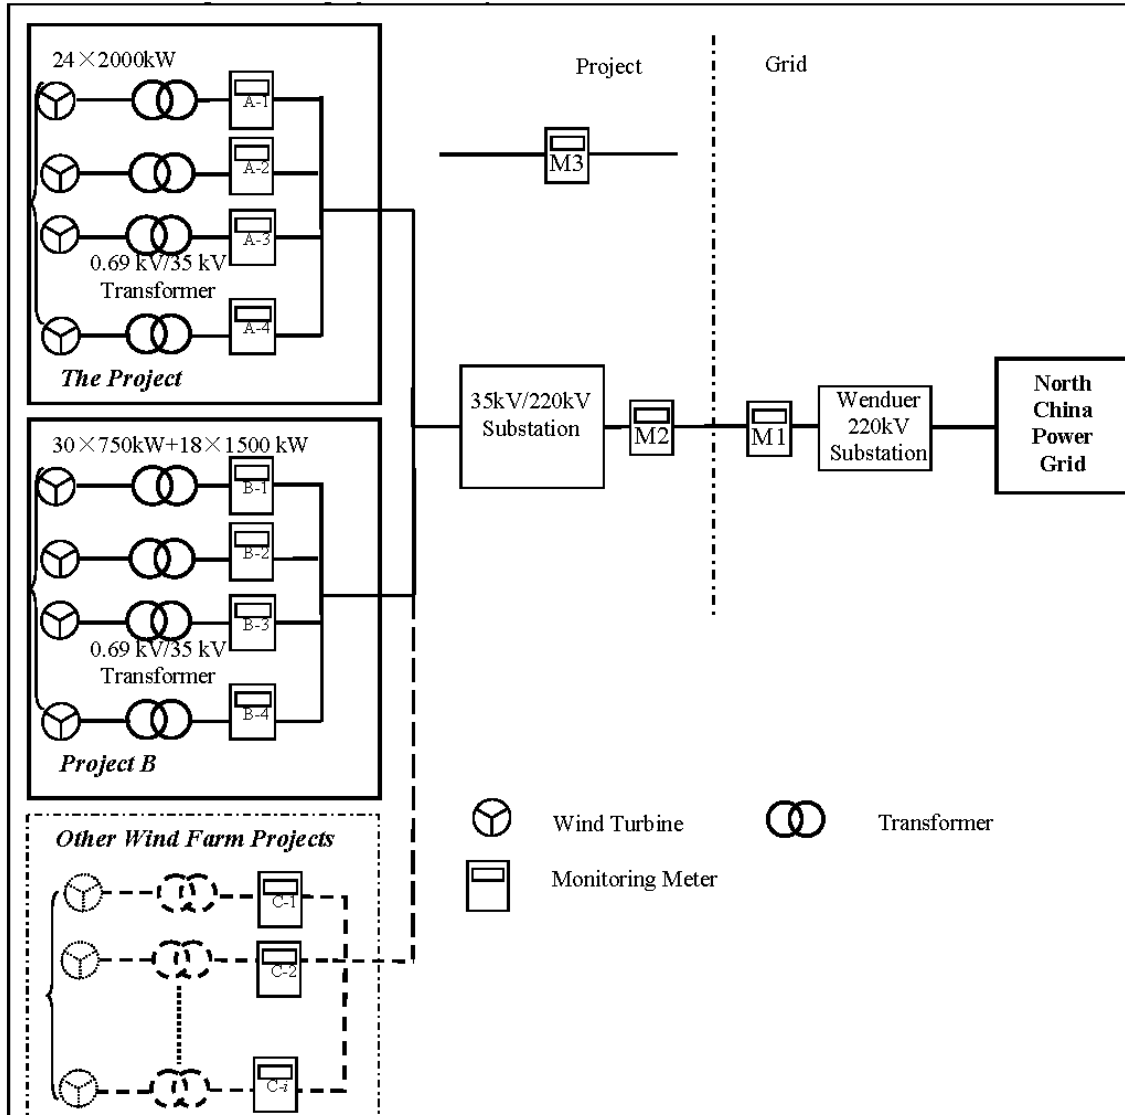 24×2000kW
A-1
A-2
A-3
0.69 kV/35 kV
Transformer
A-4
The Project
30×750kW+18×1500 kW
B-1
B-2
B-3
0.69 kV/35 kV
Transformer
B-4
Project B
Other Wind Farm Projects
C-1
C-2
C-i
Project
Grid
M3
35kV/220kV
Substation
M2
M1
Wenduer
220kV
Substation
North
China
Power
Grid
Wind Turbine
Transformer
Monitoring Meter